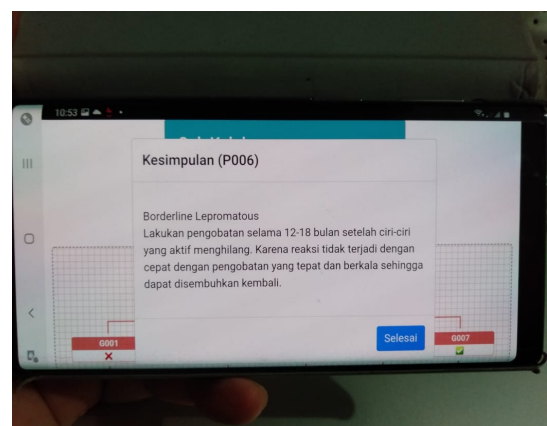 10:53
Kesimpulan (P006)
Borderline Lepromatous
Lakukan pengobatan selama 12-18 bulan setelah ciri-ciri
yang aktif menghilang. Karena reaksi tidak terjadi dengan
cepat dengan pengobatan yang tepat dan berkala sehingga
dapat disembuhkan kembali.
Selesai
G001
G007